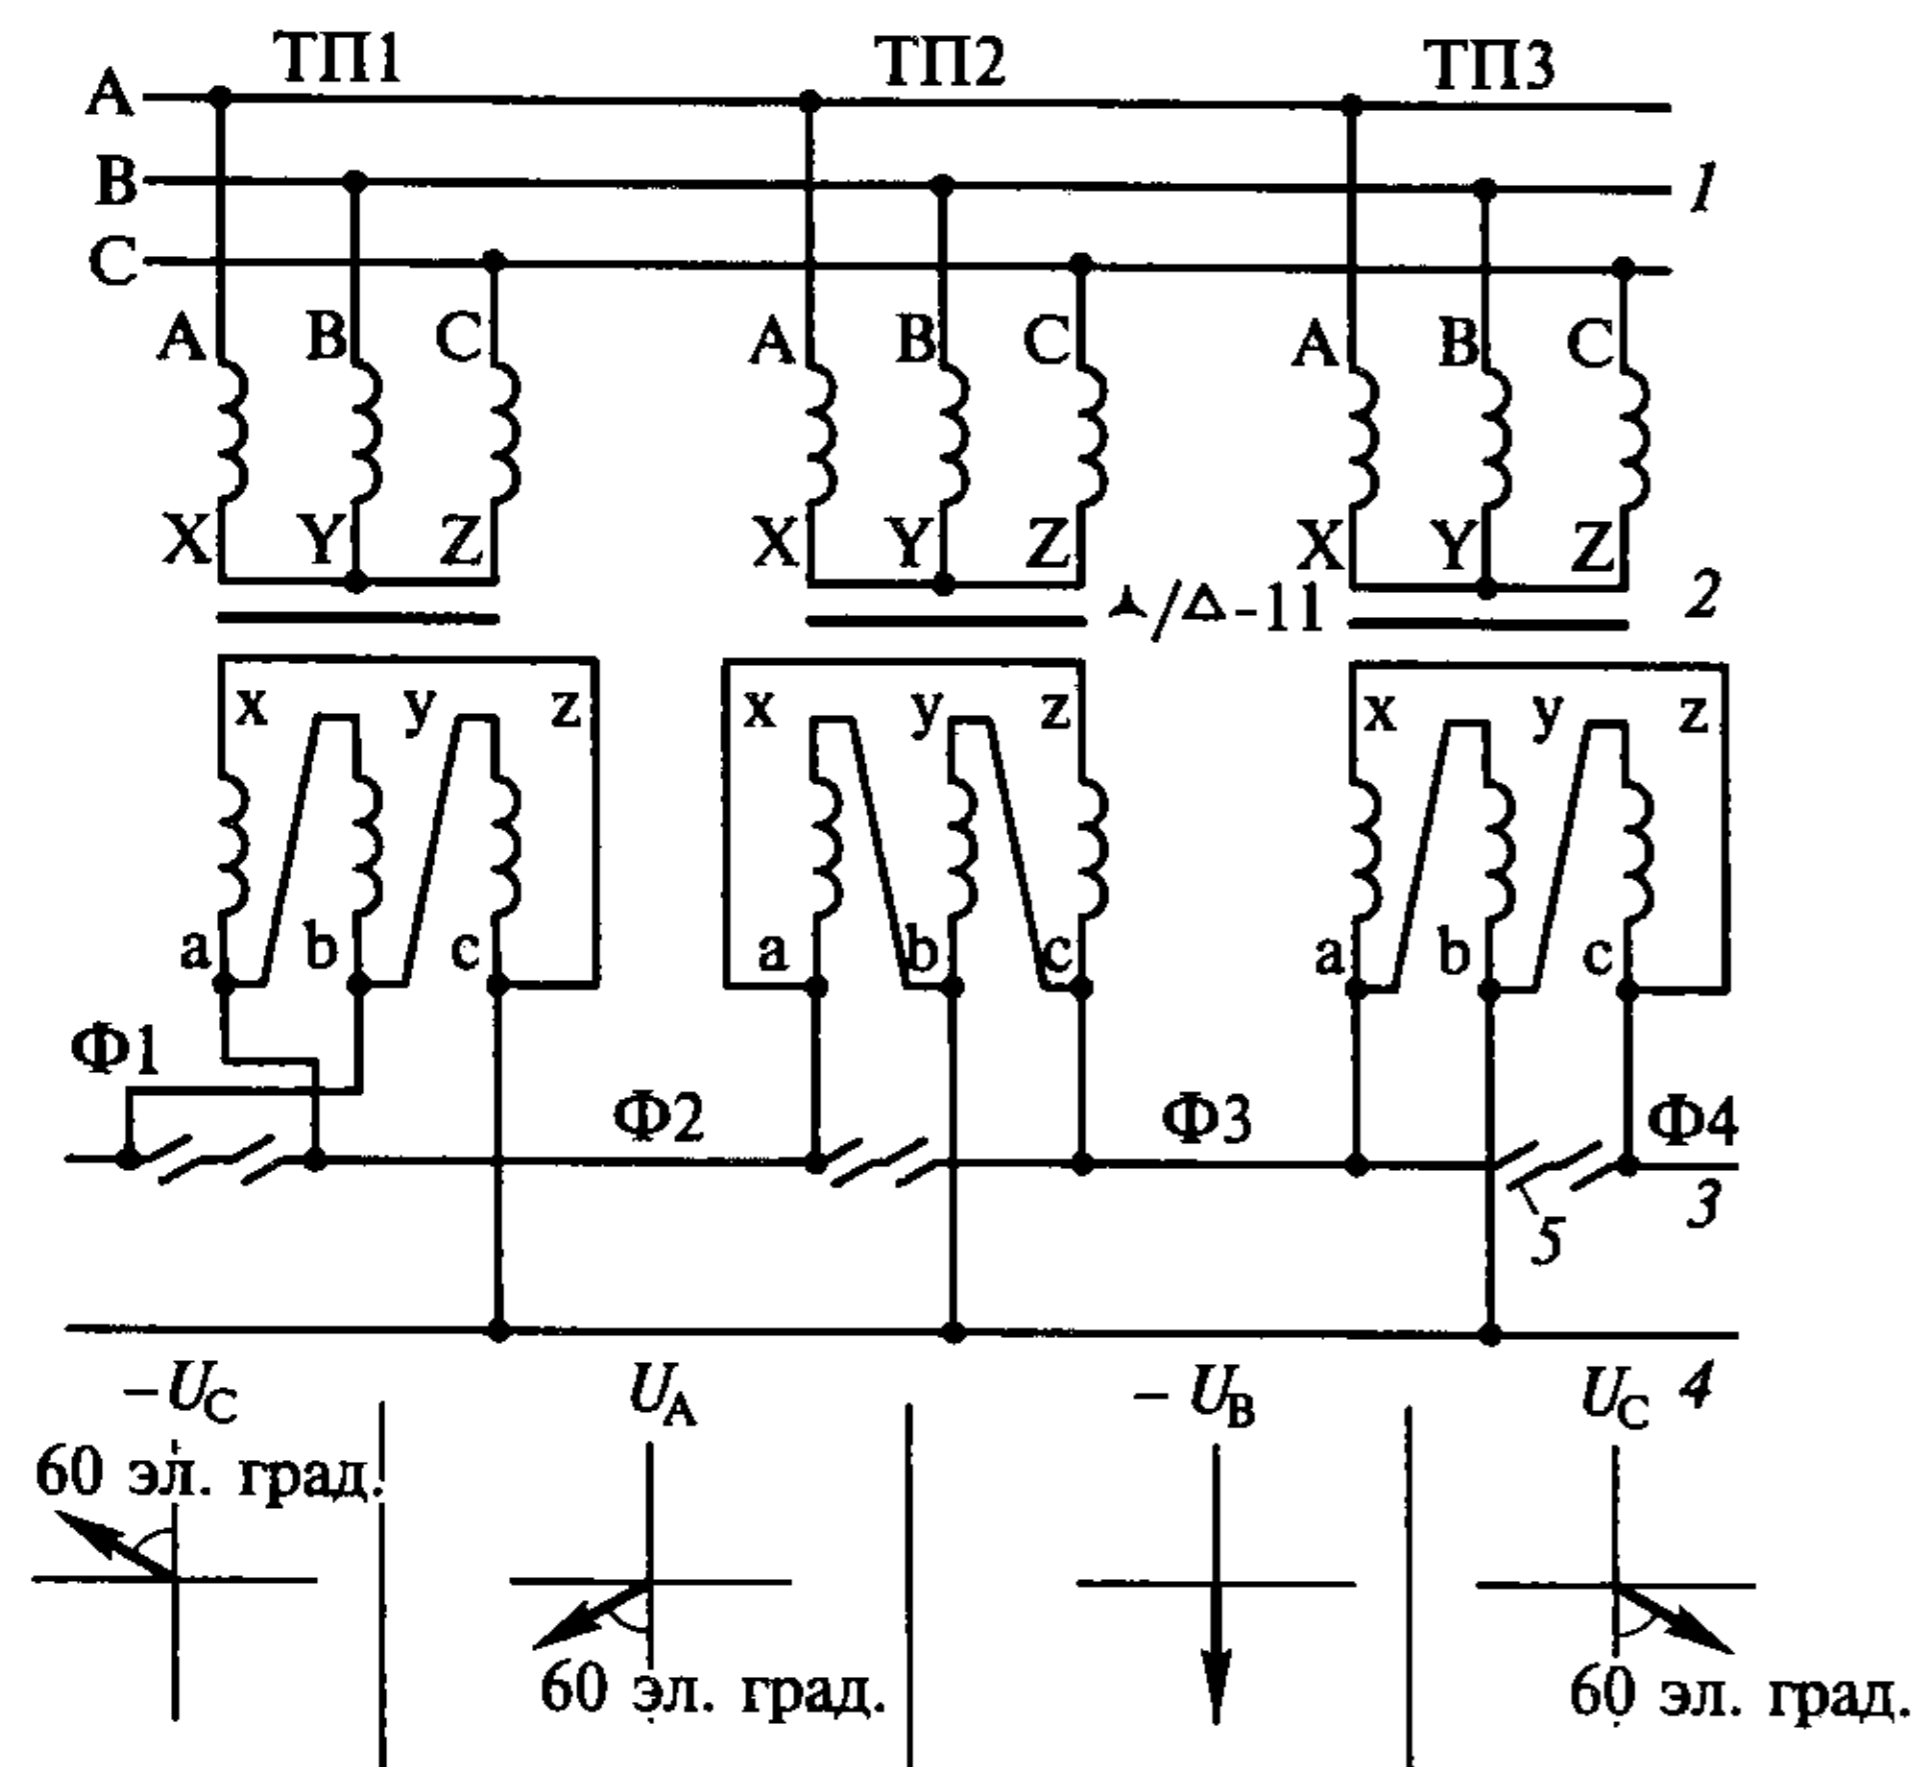 ТП1 ТП2 ТП3
A
B 1
C
A B C A B C A B C
X Y Z X Y Z X Y Z
⅄/Δ-11 2
x y z x y z x y z
a b c a b c a b c
Ф1 Ф2 Ф3 Ф4
3
5
−U_C U_A − U_B U_C 4
60 эл. град.
60 эл. град. 60 эл. град.